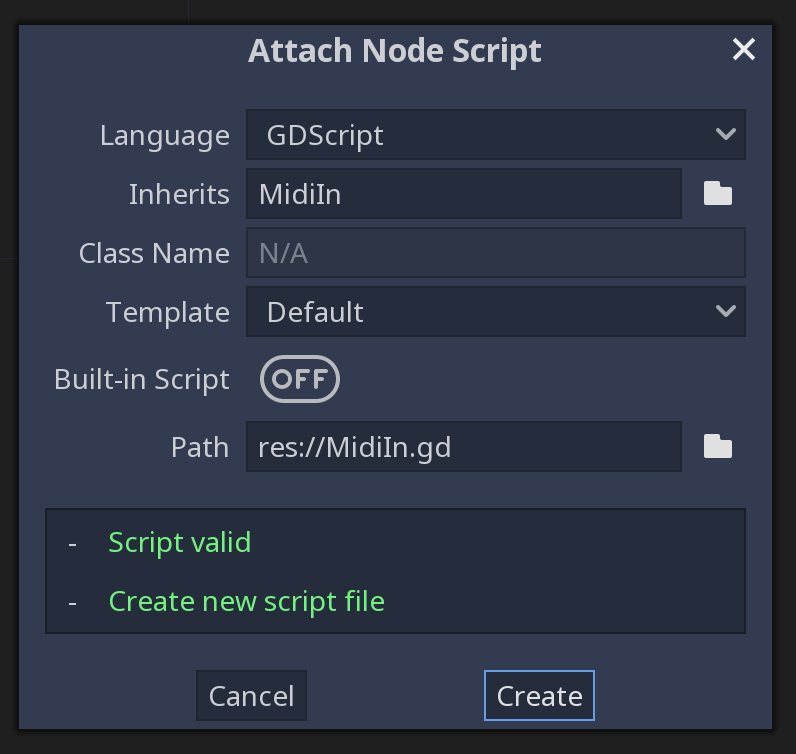 Attach Node Script
Language GDScript
Inherits MidiIn
Class Name N/A
Template Default
Built-in Script OFF
Path res://MidiIn.gd
- Script valid
- Create new script file
Cancel Create